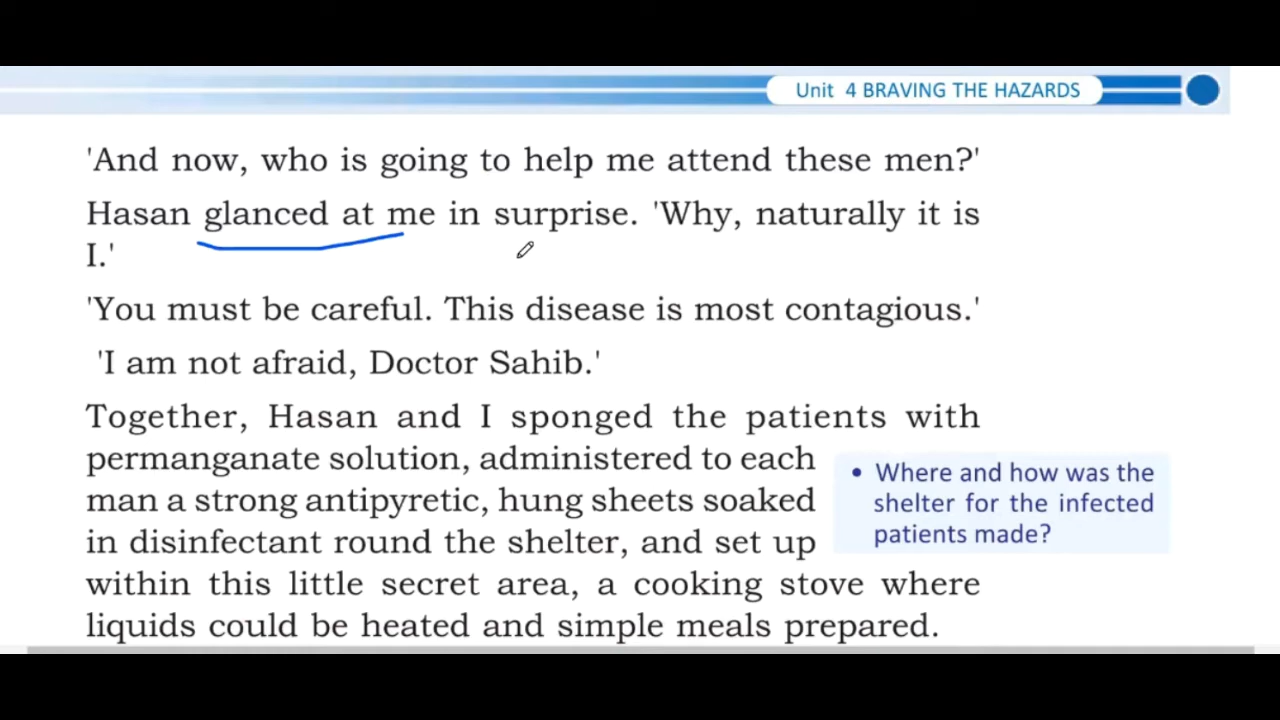 Unit 4 BRAVING THE HAZARDS
'And now, who is going to help me attend these men?'
Hasan glanced at me in surprise. 'Why, naturally it is
I.'
'You must be careful. This disease is most contagious.'
'I am not afraid, Doctor Sahib.'
Together, Hasan and I sponged the patients with
permanganate solution, administered to each
man a strong antipyretic, hung sheets soaked
in disinfectant round the shelter, and set up
within this little secret area, a cooking stove where
liquids could be heated and simple meals prepared.
• Where and how was the
shelter for the infected
patients made?